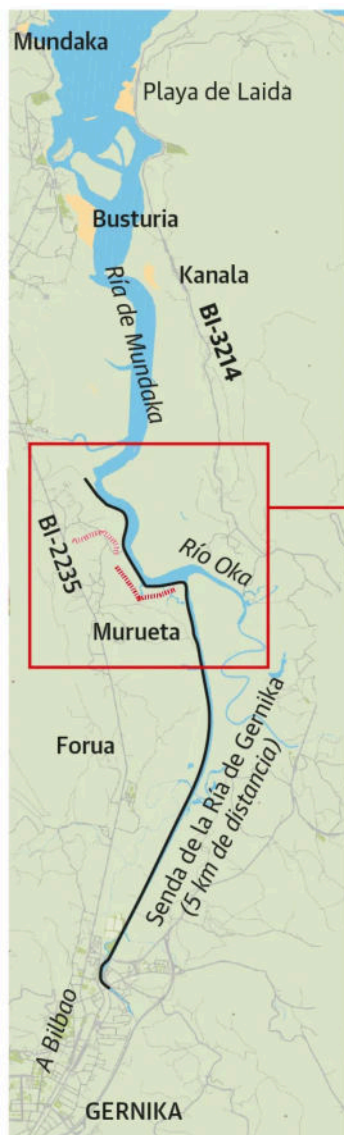 Mundaka
Playa de Laida
Busturia
Kanala
Ría de Mundaka
BI-3214
Río Oka
BI-2235
Murueta
Forua
Senda de la Ría de Gernika
(5 km de distancia)
A Bilbao
GERNIKA